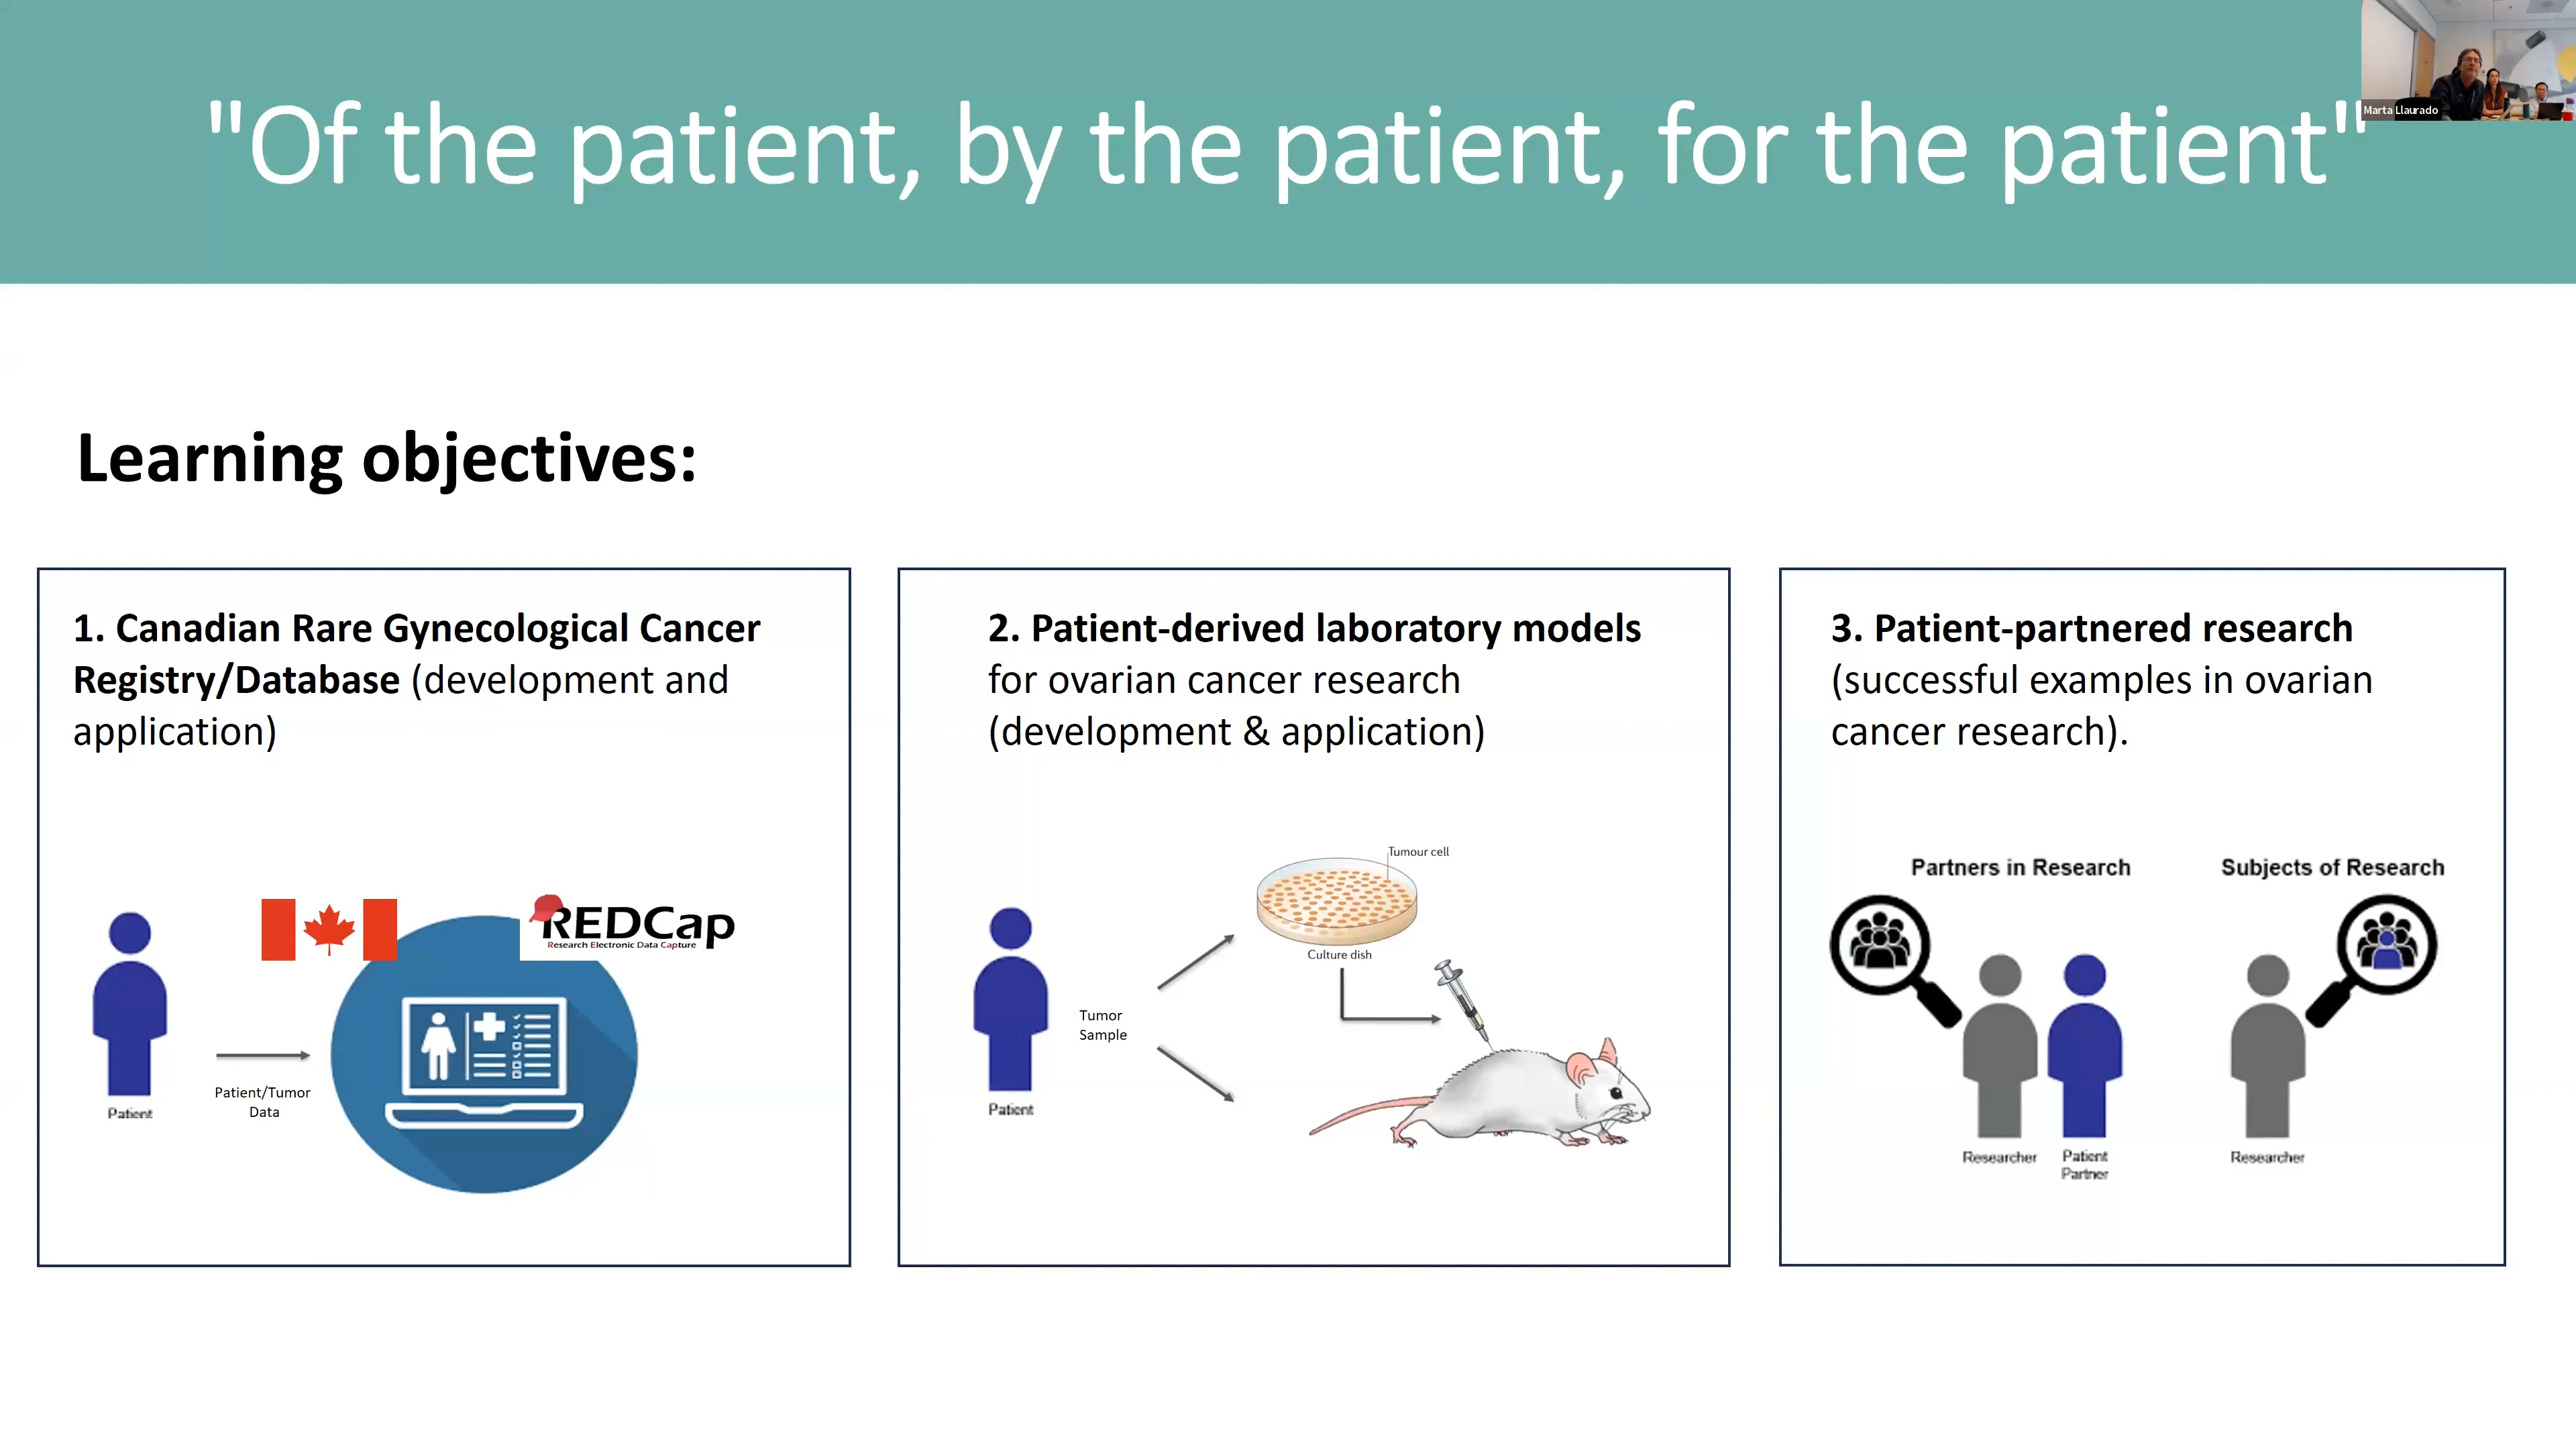 "Of the patient, by the patient, for the patient"
Marta Llaurado
Learning objectives:
1. Canadian Rare Gynecological Cancer
Registry/Database (development and
application)
REDCap
Research Electronic Data Capture
Patient/Tumor
Data
Patient
2. Patient-derived laboratory models
for ovarian cancer research
(development & application)
Tumour cell
Culture dish
Tumor
Sample
Patient
3. Patient-partnered research
(successful examples in ovarian
cancer research).
Partners in Research
Subjects of Research
Researcher
Patient
Partner
Researcher